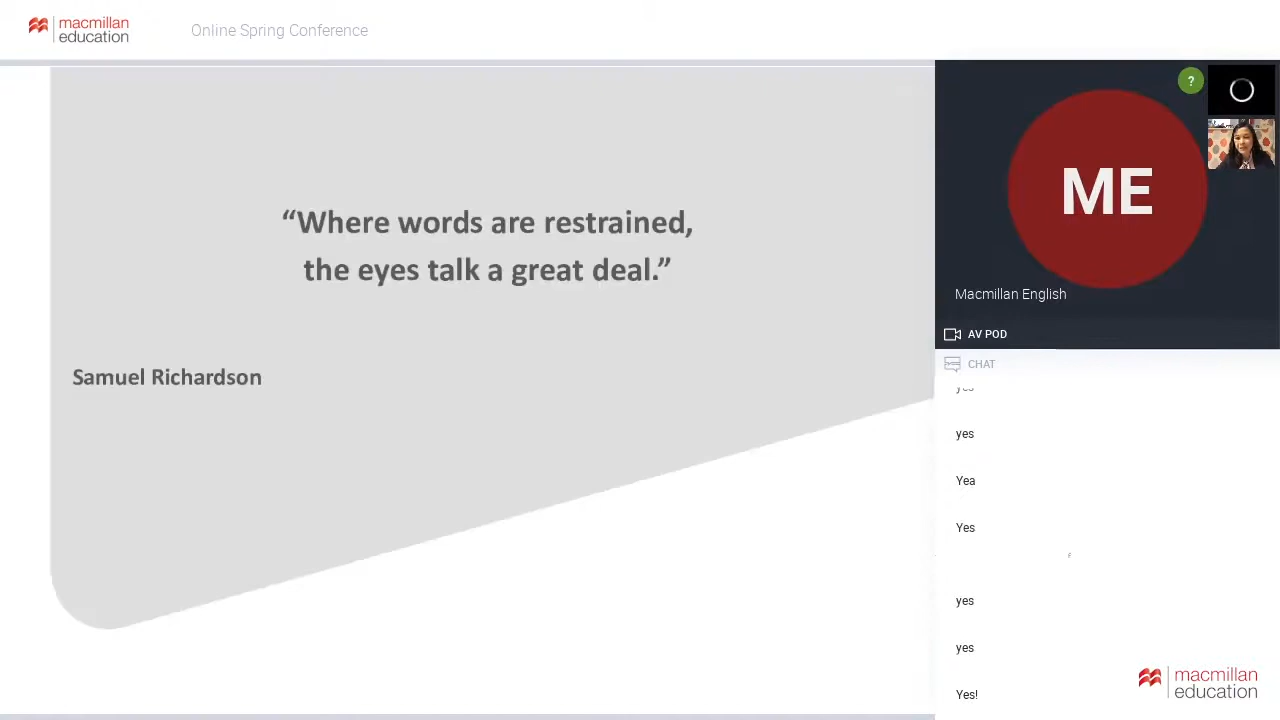 macmillan
education
Online Spring Conference
“Where words are restrained,
the eyes talk a great deal.”
Samuel Richardson
?
ME
Macmillan English
AV POD
CHAT
yes
yes
Yea
Yes
yes
yes
Yes!
macmillan
education